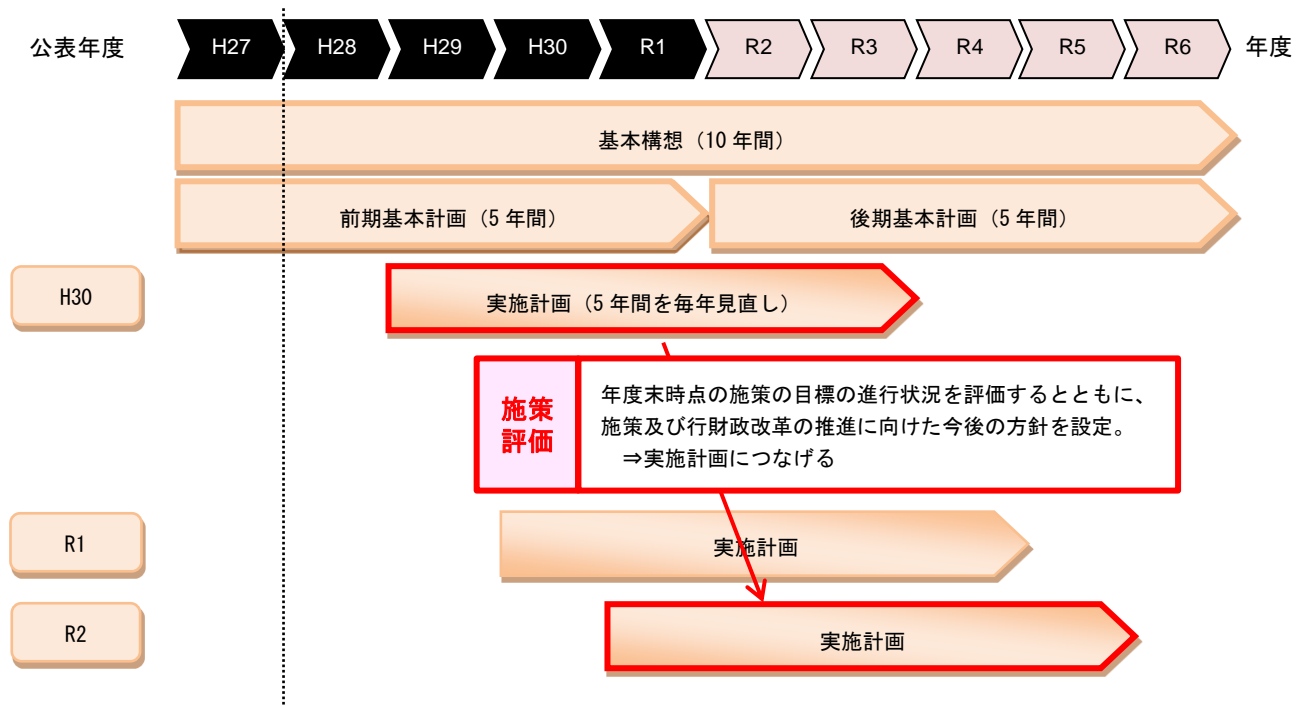 公表年度
H27 H28 H29 H30 R1 R2 R3 R4 R5 R6 年度
基本構想（10 年間）
前期基本計画（5 年間） 後期基本計画（5 年間）
H30
実施計画（5 年間を毎年見直し）
施策
評価
年度末時点の施策の目標の進行状況を評価するとともに、
施策及び行財政改革の推進に向けた今後の方針を設定。
⇒実施計画につなげる
R1
実施計画
R2
実施計画